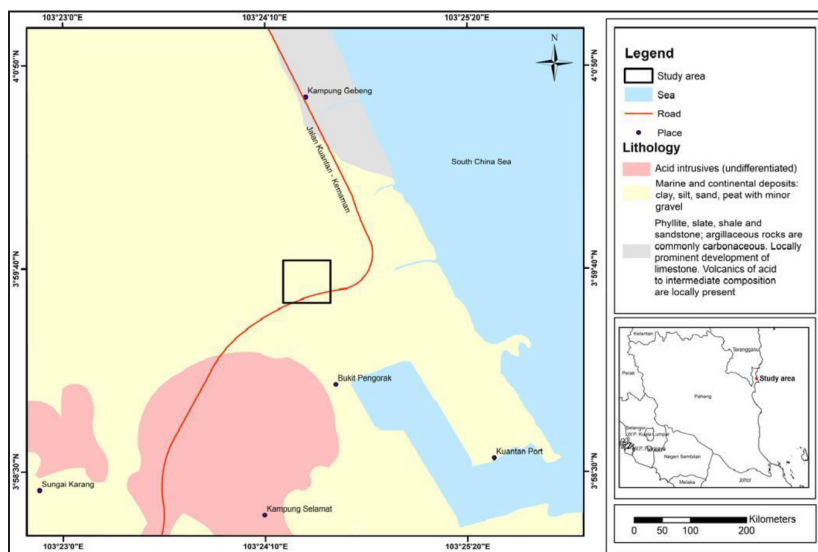 103°23'0"E
103°24'10"E
103°25'20"E
4°0'50"N
4°0'50"N
N
Kampung Gebeng
Jalan Kuantan - Kemaman
South China Sea
3°59'40"N
3°59'40"N
Bukit Pengorak
Kuantan Port
3°58'30"N
3°58'30"N
Sungai Karang
Kampung Selamat
103°23'0"E
103°24'10"E
103°25'20"E
Legend
Study area
Sea
Road
Place
Lithology
Acid intrusives (undifferentiated)
Marine and continental deposits:
clay, silt, sand, peat with minor
gravel
Phyllite, slate, shale and
sandstone; argillaceous rocks are
commonly carbonaceous. Locally
prominent development of
limestone. Volcanics of acid
to intermediate composition
are locally present
Kelantan
Terengganu
Perak
Study area
Pahang
Selangor
W.P. Kuala Lumpur
Negeri Sembilan
Melaka
Johor
Kilometers
0 50 100 200